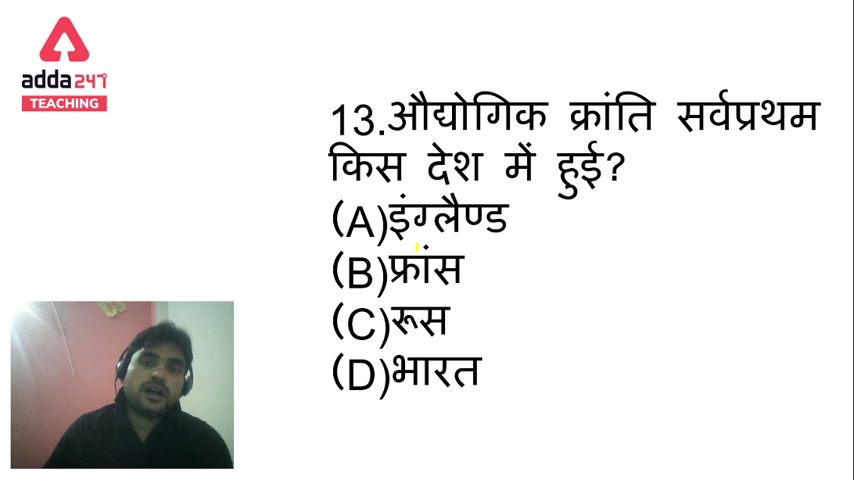 adda247
TEACHING
13.औद्योगिक क्रांति सर्वप्रथम
किस देश में हुई?
(A)इंग्लैण्ड
(B)फ्रांस
(C)रूस
(D)भारत